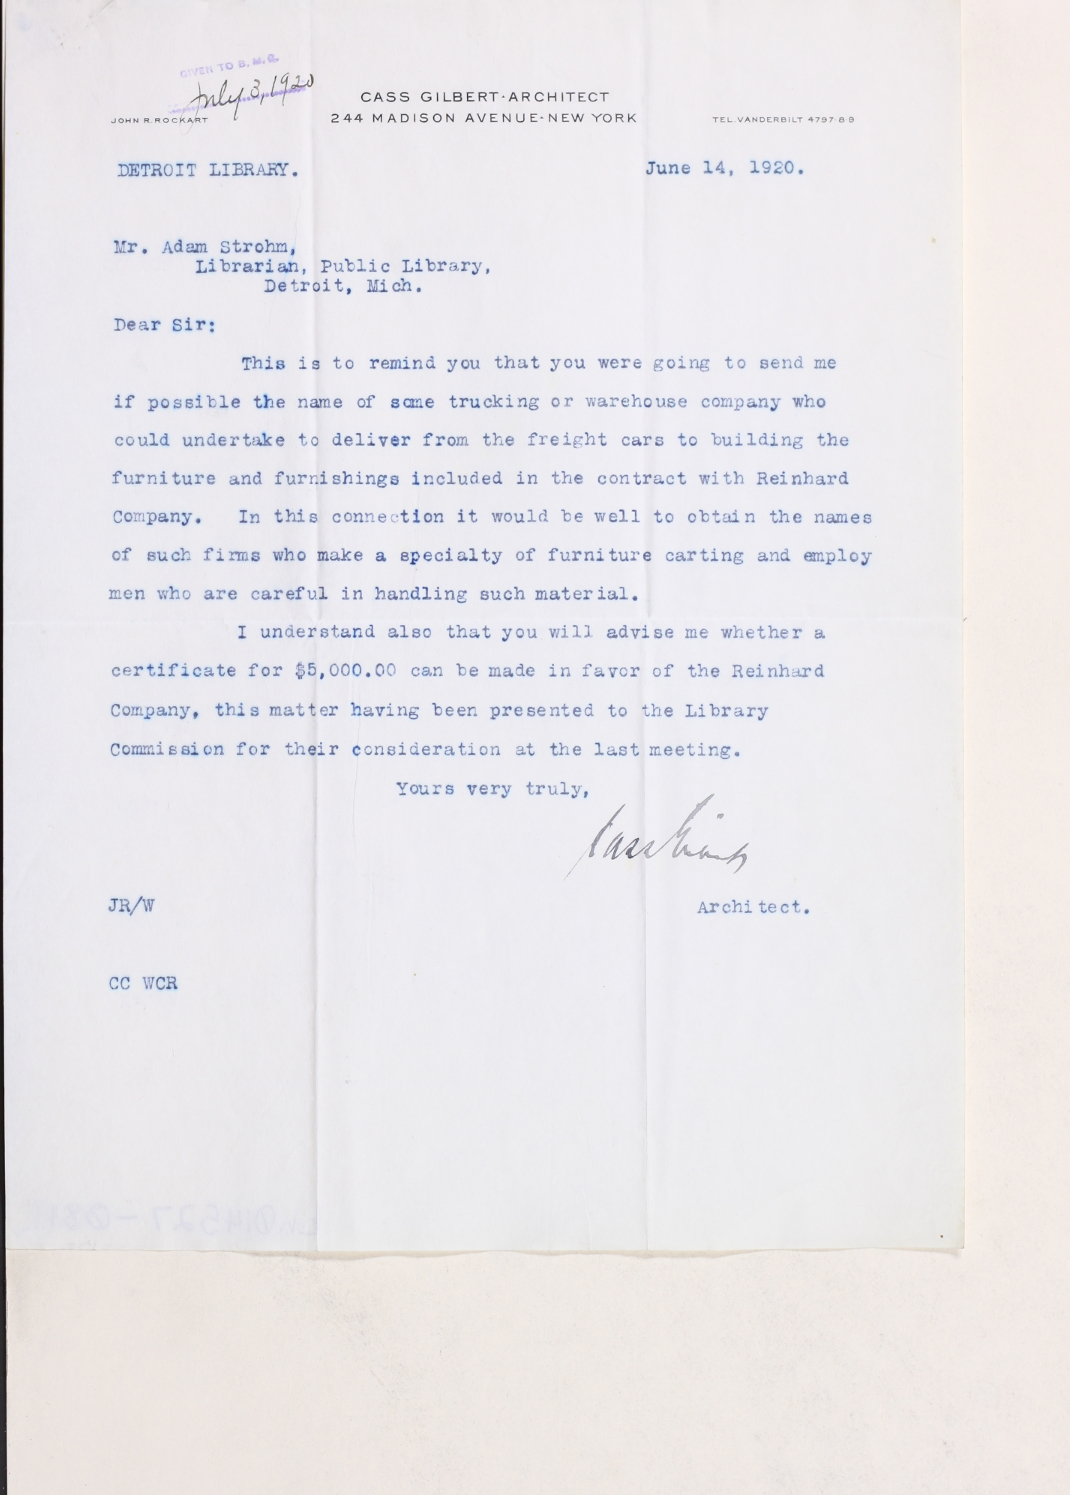 GIVEN TO B. M. C.
July 3, 1920
CASS GILBERT·ARCHITECT
JOHN R. ROCKART 244 MADISON AVENUE·NEW YORK TEL. VANDERBILT 4797·8·9
DETROIT LIBRARY. June 14, 1920.
Mr. Adam Strohm,
Librarian, Public Library,
Detroit, Mich.
Dear Sir:
This is to remind you that you were going to send me
if possible the name of some trucking or warehouse company who
could undertake to deliver from the freight cars to building the
furniture and furnishings included in the contract with Reinhard
Company. In this connection it would be well to obtain the names
of such firms who make a specialty of furniture carting and employ
men who are careful in handling such material.
I understand also that you will advise me whether a
certificate for $5,000.00 can be made in favor of the Reinhard
Company, this matter having been presented to the Library
Commission for their consideration at the last meeting.
Yours very truly,
Cass Gilbert
JR/W Architect.
CC WCR